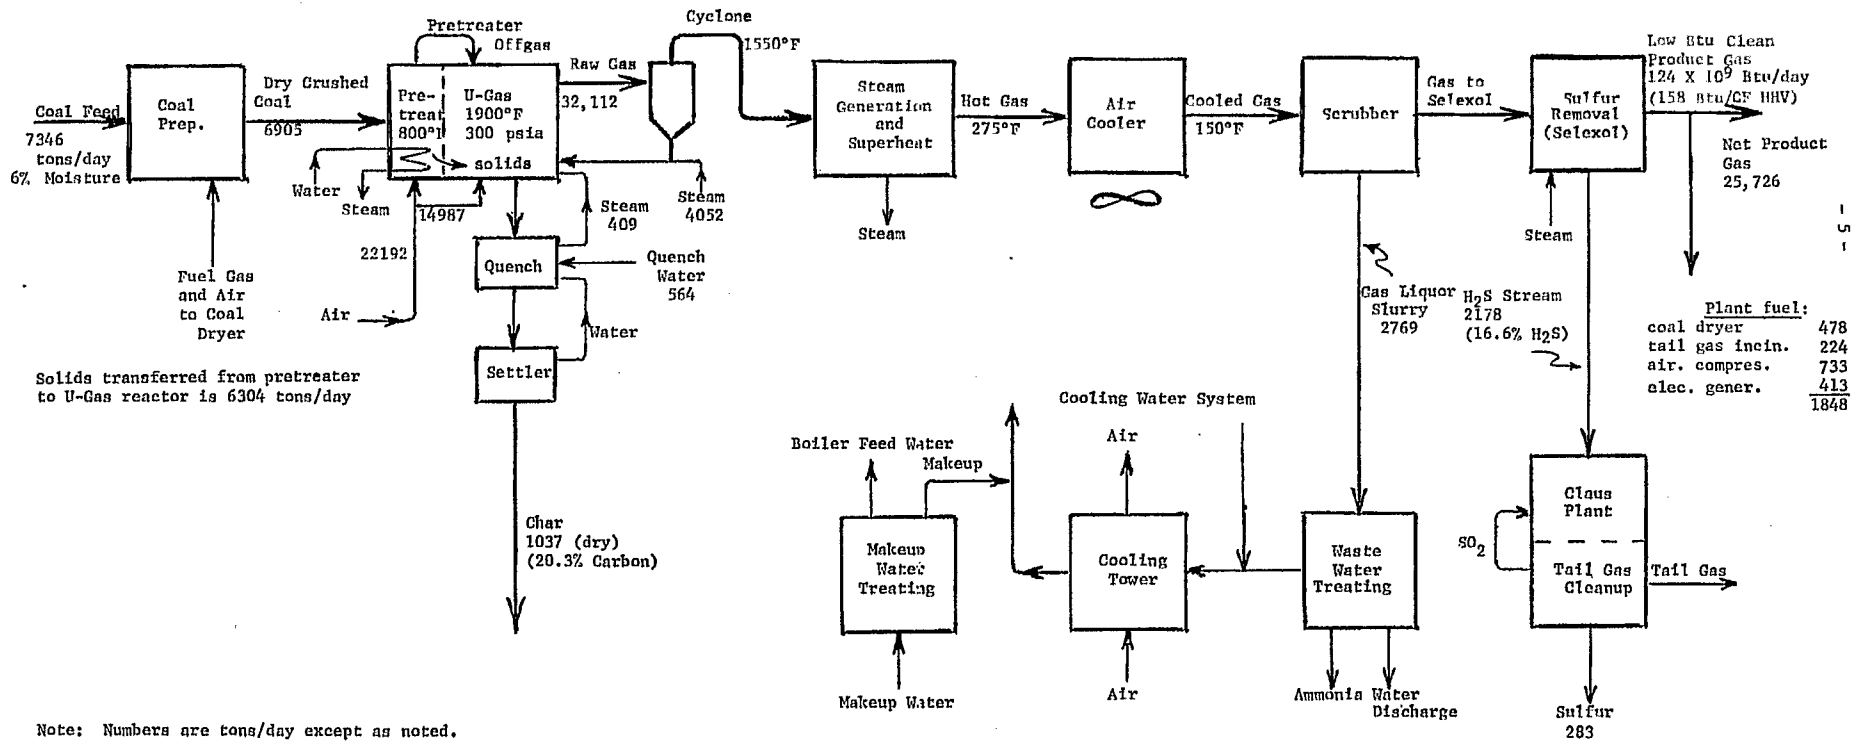 Coal Feed
7346
tons/day
6% Moisture
Coal
Prep.
Fuel Gas
and Air
to Coal
Dryer
Dry Crushed
Coal
6905
Pretreater
Offgas
Pre-
treat
800°F
U-Gas
1900°F
300 psia
solids
Water
Steam
14987
22192
Air
Raw Gas
32,112
Cyclone
1550°F
Steam
4052
Steam
409
Quench
Quench
Water
564
Water
Settler
Char
1037 (dry)
(20.3% Carbon)
Solids transferred from pretreater
to U-Gas reactor is 6304 tons/day
Steam
Generation
and
Superheat
Steam
Hot Gas
275°F
Air
Cooler
Cooled Gas
150°F
Scrubber
Gas to
Selexol
Sulfur
Removal
(Selexol)
Steam
Low Btu Clean
Product Gas
124 X 10⁹ Btu/day
(158 Btu/CF HHV)
Net Product
Gas
25,726
- 5 -
Plant fuel:
coal dryer 478
tail gas incin. 224
air. compres. 733
elec. gener. 413
1848
Gas Liquor
Slurry
2769
H₂S Stream
2178
(16.6% H₂S)
Cooling Water System
Boiler Feed Water
Makeup
Air
Makeup
Water
Treating
Makeup Water
Cooling
Tower
Air
Waste
Water
Treating
Ammonia
Water
Discharge
Claus
Plant
SO₂
Tail Gas
Cleanup
Tail Gas
Sulfur
283
Note: Numbers are tons/day except as noted.